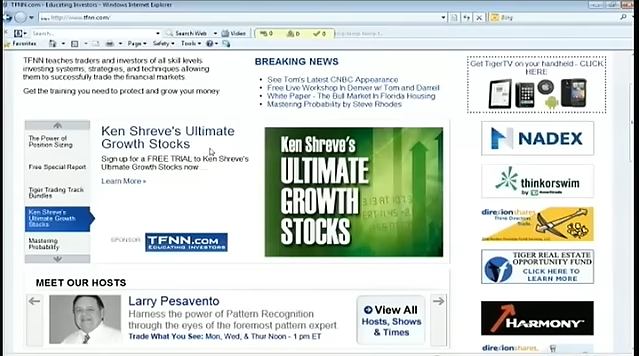 TFNN.com - Educating Investors - Windows Internet Explorer
http://www.tfnn.com/
Bing
Search Web
Video
Favorites
Page
Safety
Tools
TFNN teaches traders and investors of all skill levels
investing systems, strategies, and techniques allowing
them to successfully trade the financial markets
Get the training you need to protect and grow your money
BREAKING NEWS
See Tom's Latest CNBC Appearance
Free Live Workshop In Denver w/ Tom and Darrell
White Paper - The Bull Market In Florida Housing
Mastering Probability by Steve Rhodes
Get TigerTV on your handheld - CLICK
HERE
The Power of
Position Sizing
Free Special Report
Tiger Trading Track
Bundles
Ken Shreve's
Ultimate Growth
Stocks
Mastering
Probability
Ken Shreve's Ultimate
Growth Stocks
Sign up for a FREE TRIAL to Ken Shreve's
Ultimate Growth Stocks now ...
Learn More »
SPONSOR
TFNN.COM
EDUCATING INVESTORS
Ken Shreve's
ULTIMATE
GROWTH
STOCKS
NADEX
thinkorswim
by TD Ameritrade
direxionshares
Think Direction.
Trade
TIGER REAL ESTATE
OPPORTUNITY FUND
CLICK HERE TO
LEARN MORE
HARMONY
direxionshares
MEET OUR HOSTS
Larry Pesavento
Harness the power of Pattern Recognition
through the eyes of the foremost pattern expert.
Trade What You See: Mon, Wed, & Thur Noon - 1 pm ET
View All
Hosts, Shows
& Times